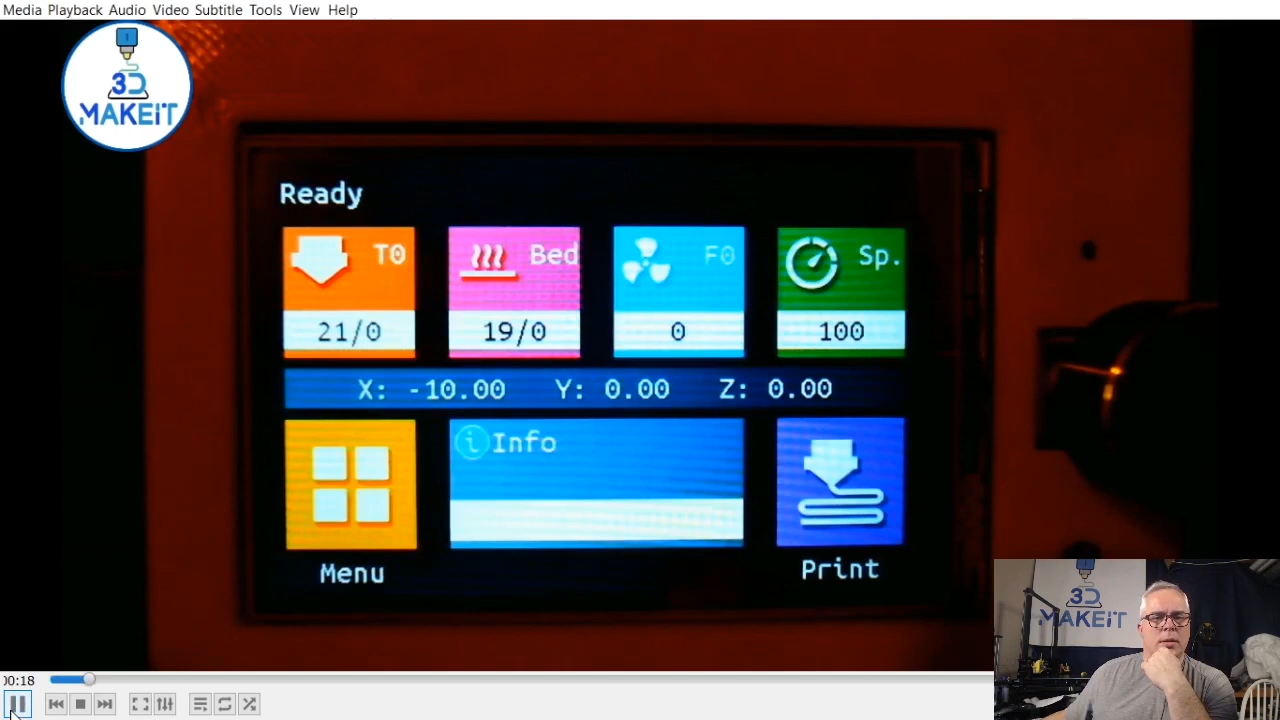 Media Playback Audio Video Subtitle Tools View Help
3D
MAKEiT
Ready
T0
Bed
F0
Sp.
21/0
19/0
0
100
X: -10.00 Y: 0.00 Z: 0.00
Info
Menu
Print
3D
MAKEiT
00:18